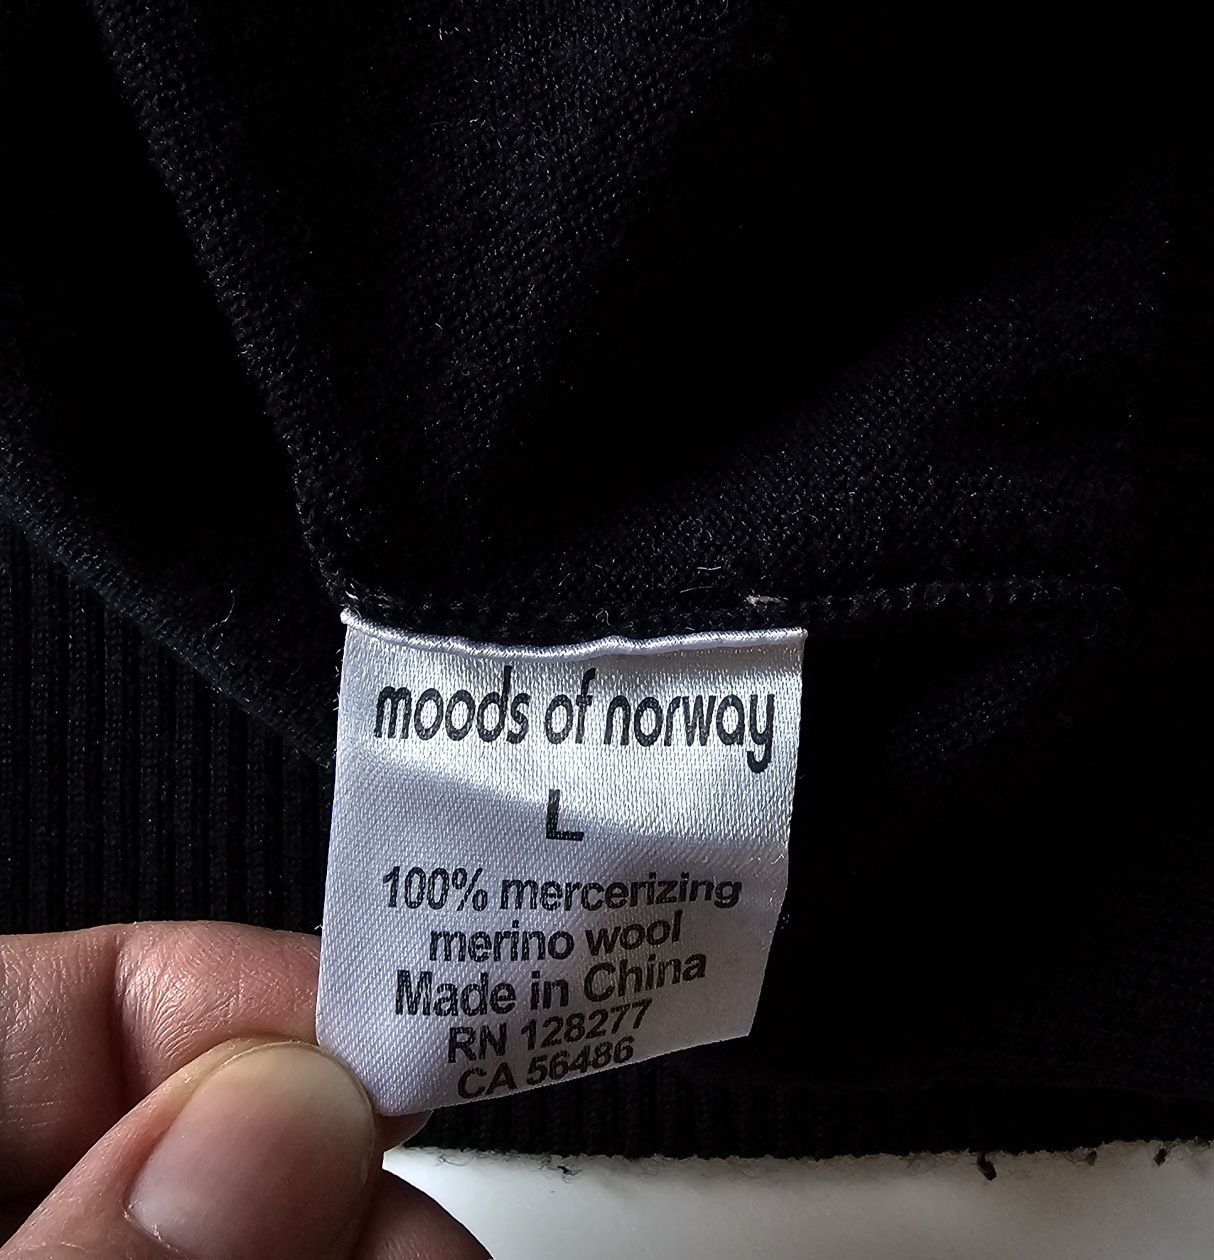 moods of norway
L
100% mercerizing
merino wool
Made in China
RN 128277
CA 56486